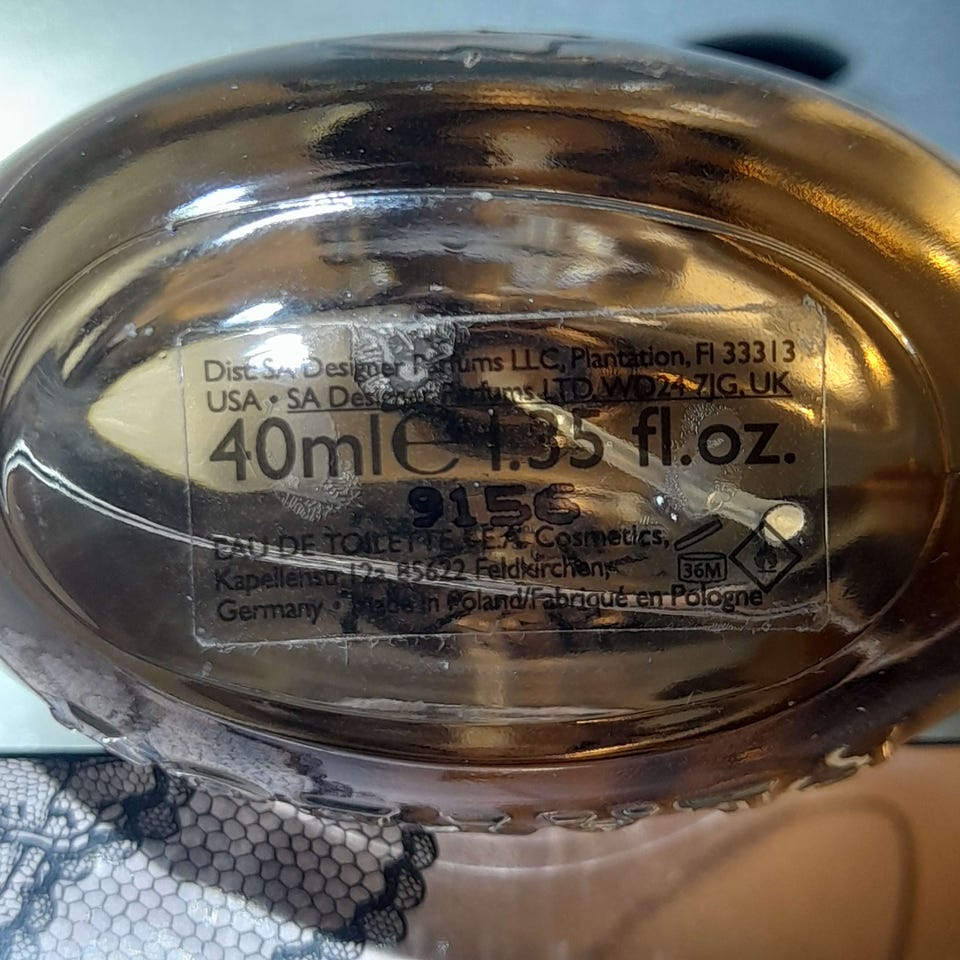 Dist. SA Designer Parfums LLC, Plantation, Fl 33313
USA • SA Designer Parfums LTD, WD24 7JG, UK
40ml e 1.35 fl.oz.
9156
EAU DE TOILETTE Cosmetics,
Kapellenstr. 12a 85622 Feldkirchen,
Germany • Made in Poland/Fabriqué en Pologne
36M